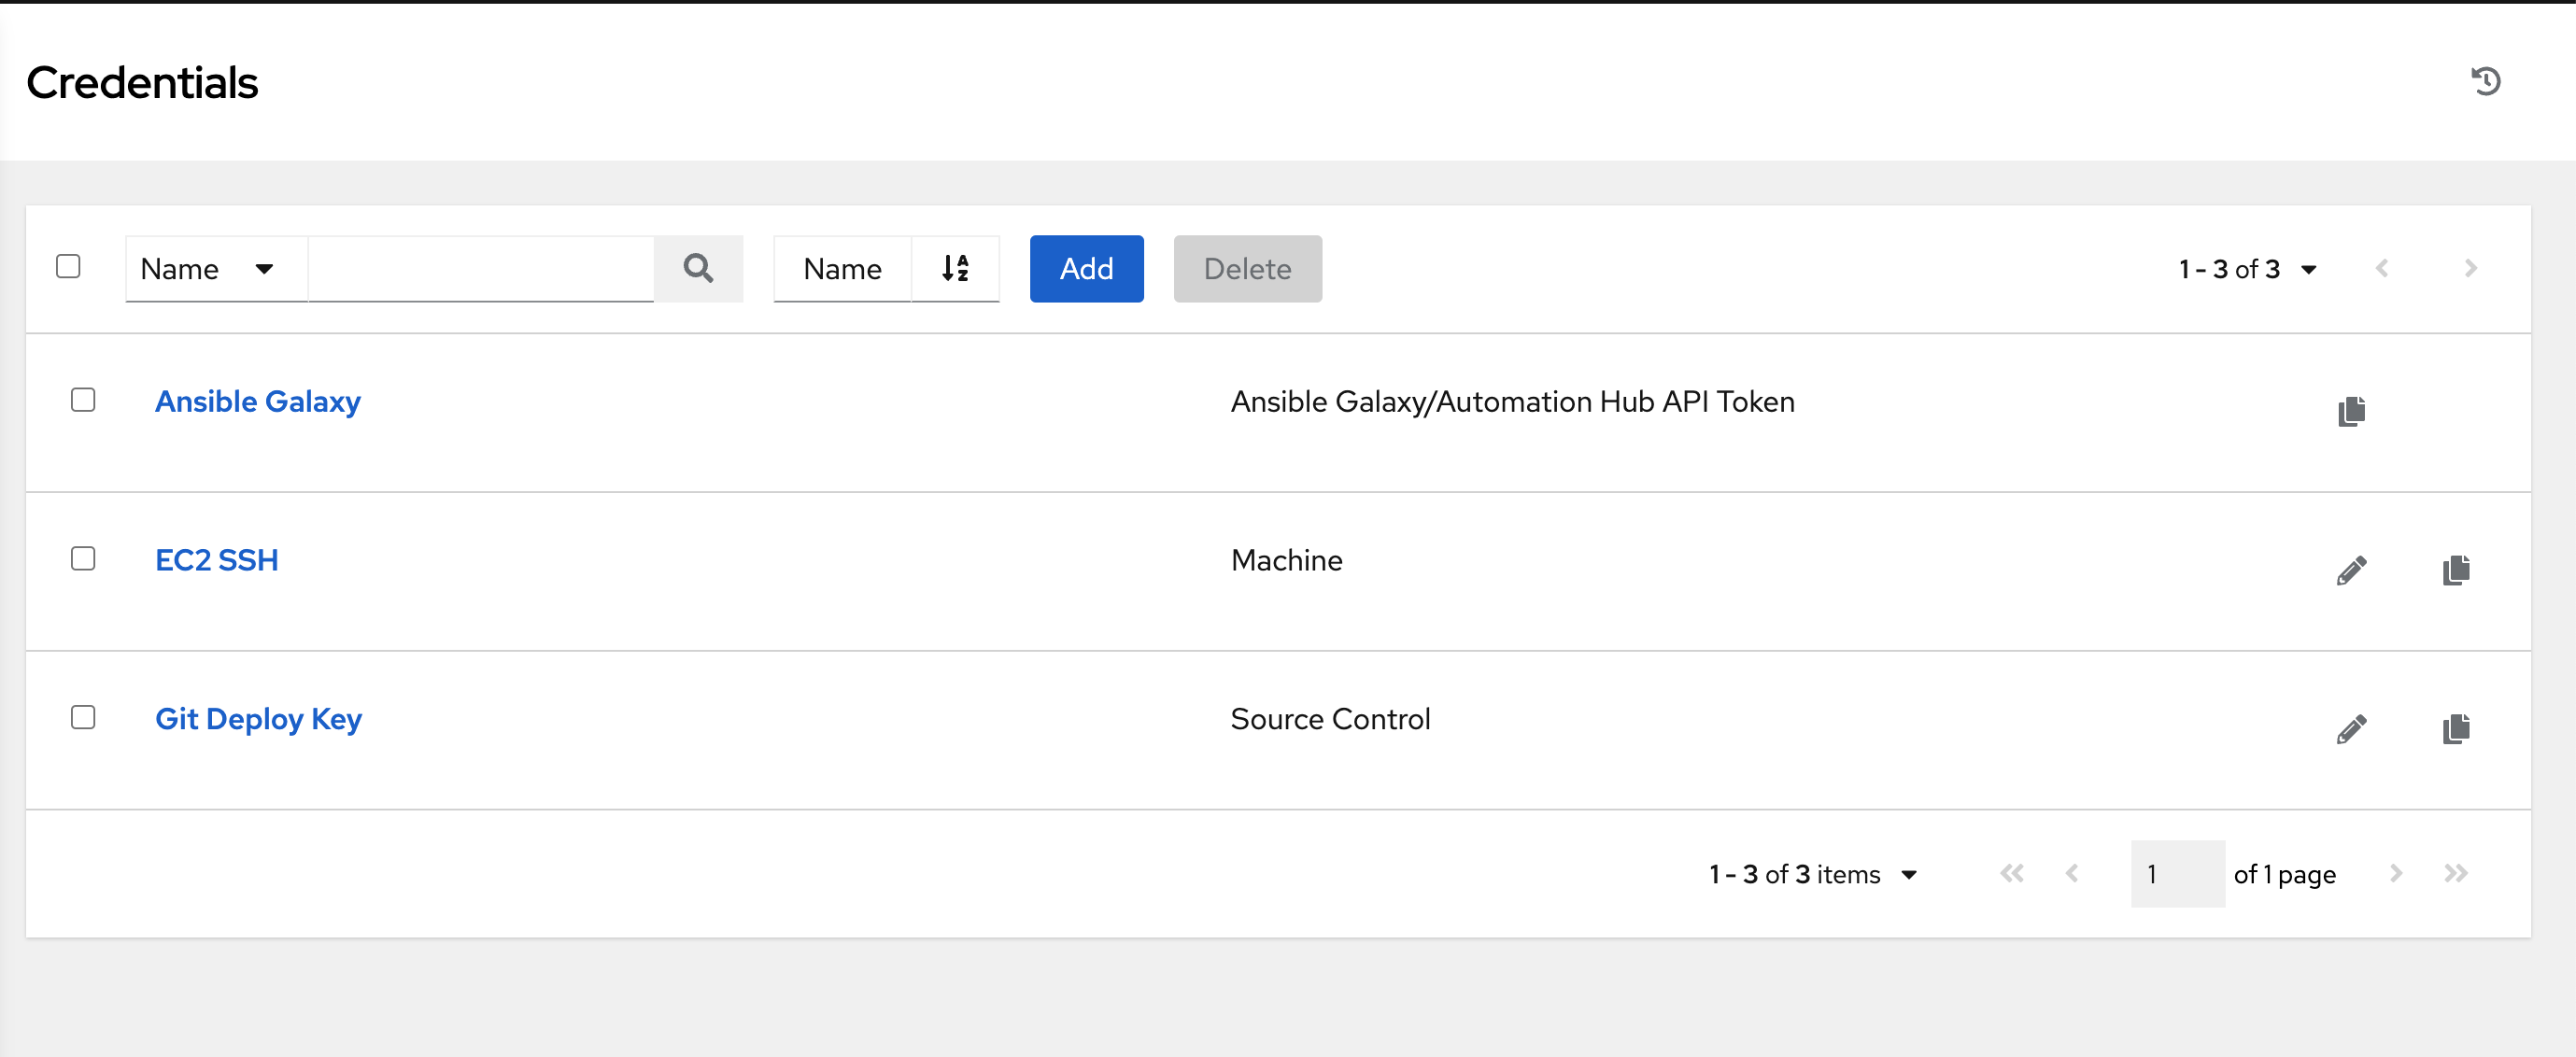 Credentials
Name Name Add Delete 1 - 3 of 3
Ansible Galaxy Ansible Galaxy/Automation Hub API Token
EC2 SSH Machine
Git Deploy Key Source Control
1 - 3 of 3 items 1 of 1 page